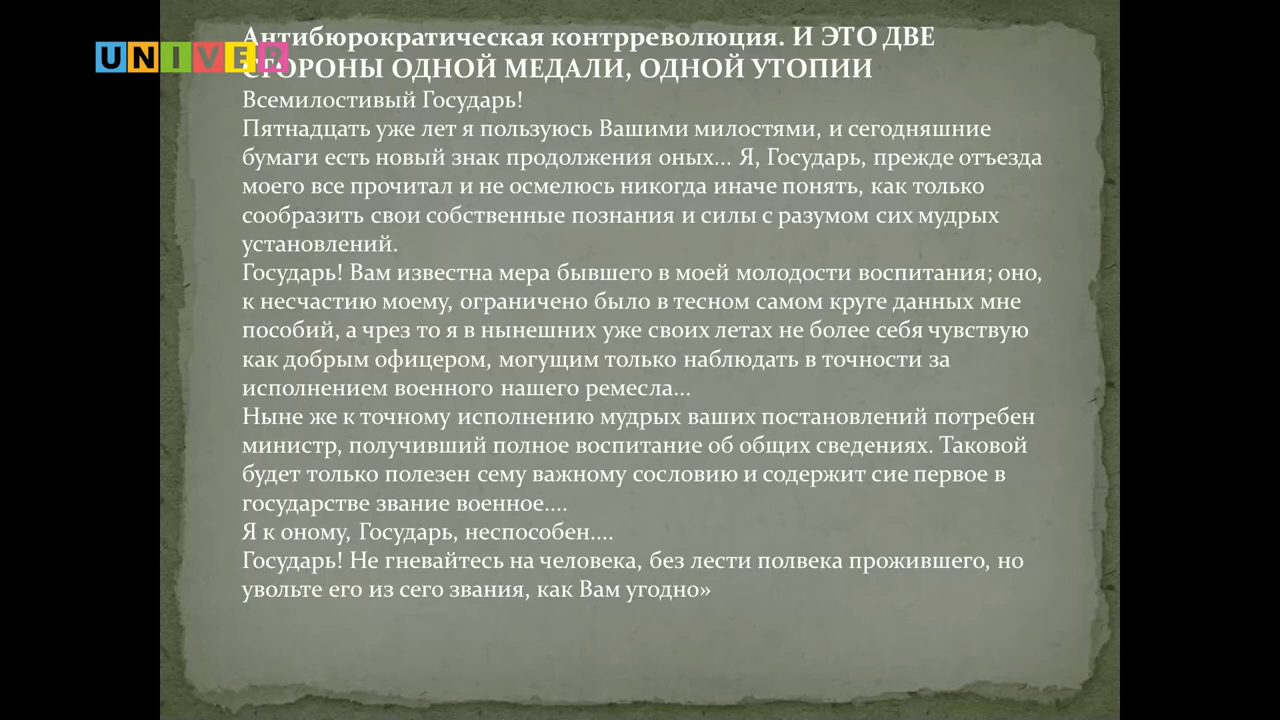 Антибюрократическая контрреволюция. И ЭТО ДВЕ
UNIVER
СТОРОНЫ ОДНОЙ МЕДАЛИ, ОДНОЙ УТОПИИ
Всемилостивый Государь!
Пятнадцать уже лет я пользуюсь Вашими милостями, и сегодняшние
бумаги есть новый знак продолжения оных... Я, Государь, прежде отъезда
моего все прочитал и не осмелюсь никогда иначе понять, как только
сообразить свои собственные познания и силы с разумом сих мудрых
установлений.
Государь! Вам известна мера бывшего в моей молодости воспитания; оно,
к несчастию моему, ограничено было в тесном самом круге данных мне
пособий, а чрез то я в нынешних уже своих летах не более себя чувствую
как добрым офицером, могущим только наблюдать в точности за
исполнением военного нашего ремесла...
Ныне же к точному исполнению мудрых ваших постановлений потребен
министр, получивший полное воспитание об общих сведениях. Таковой
будет только полезен сему важному сословию и содержит сие первое в
государстве звание военное....
Я к оному, Государь, неспособен....
Государь! Не гневайтесь на человека, без лести полвека прожившего, но
увольте его из сего звания, как Вам угодно»